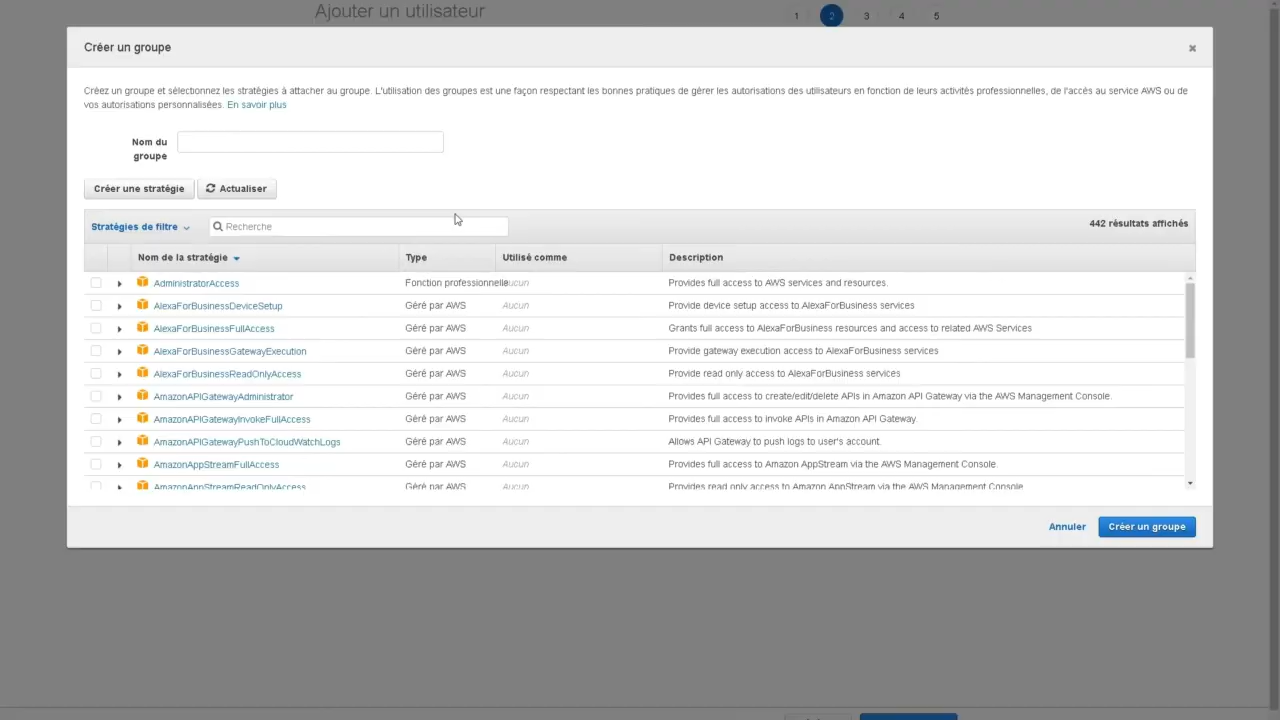 Ajouter un utilisateur
1 2 3 4 5
Créer un groupe
Créez un groupe et sélectionnez les stratégies à attacher au groupe. L'utilisation des groupes est une façon respectant les bonnes pratiques de gérer les autorisations des utilisateurs en fonction de leurs activités professionnelles, de l'accès au service AWS ou de
vos autorisations personnalisées. En savoir plus
Nom du
groupe
Créer une stratégie Actualiser
Stratégies de filtre Recherche 442 résultats affichés
Nom de la stratégie Type Utilisé comme Description
AdministratorAccess Fonction professionnelle ucun Provides full access to AWS services and resources.
AlexaForBusinessDeviceSetup Géré par AWS Aucun Provide device setup access to AlexaForBusiness services
AlexaForBusinessFullAccess Géré par AWS Aucun Grants full access to AlexaForBusiness resources and access to related AWS Services
AlexaForBusinessGatewayExecution Géré par AWS Aucun Provide gateway execution access to AlexaForBusiness services
AlexaForBusinessReadOnlyAccess Géré par AWS Aucun Provide read only access to AlexaForBusiness services
AmazonAPIGatewayAdministrator Géré par AWS Aucun Provides full access to create/edit/delete APIs in Amazon API Gateway via the AWS Management Console.
AmazonAPIGatewayInvokeFullAccess Géré par AWS Aucun Provides full access to invoke APIs in Amazon API Gateway.
AmazonAPIGatewayPushToCloudWatchLogs Géré par AWS Aucun Allows API Gateway to push logs to user's account.
AmazonAppStreamFullAccess Géré par AWS Aucun Provides full access to Amazon AppStream via the AWS Management Console.
AmazonAppStreamReadOnlyAccess Géré par AWS Aucun Provides read only access to Amazon AppStream via the AWS Management Console
Annuler Créer un groupe